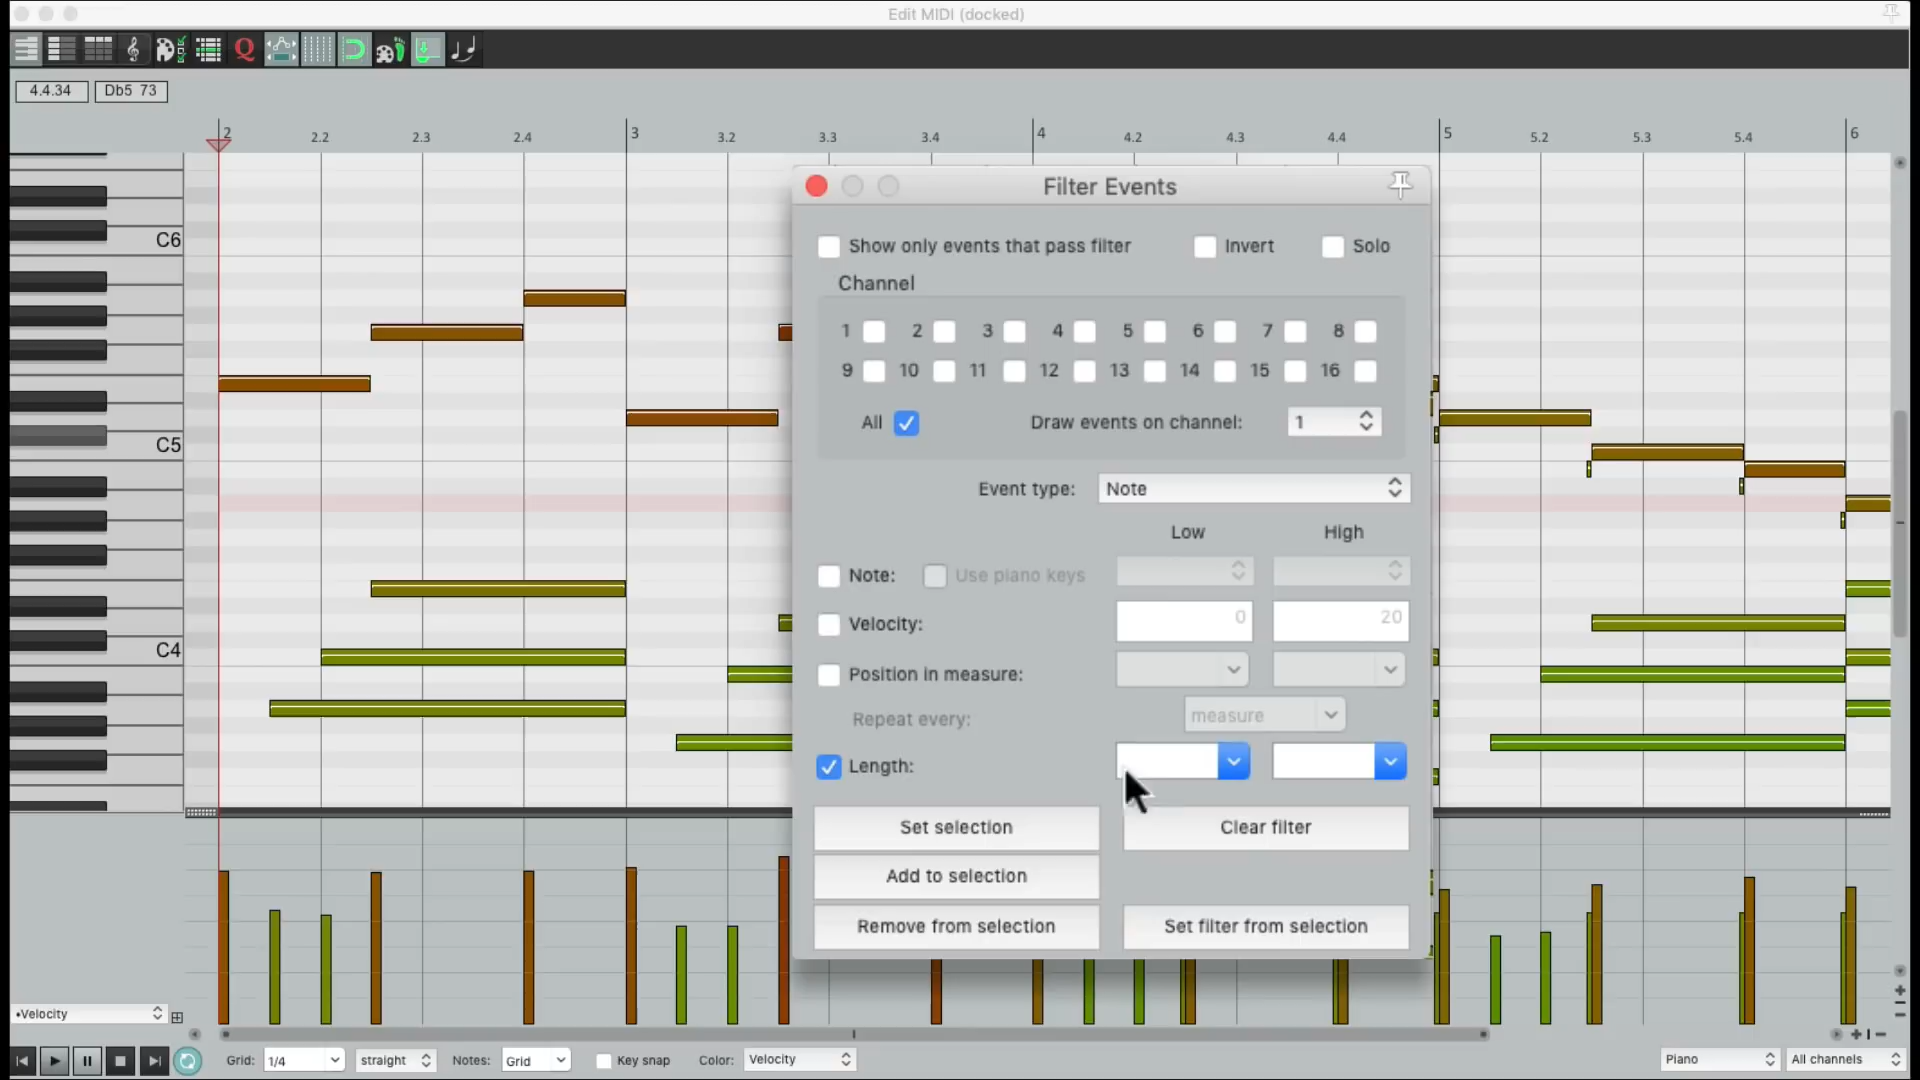 Edit MIDI (docked)
Q
4.4.34
Db5 73
2 2.2 2.3 2.4 3 3.2 3.3 3.4 4 4.2 4.3 4.4 5 5.2 5.3 5.4 6
C6
C5
C4
Filter Events
Show only events that pass filter
Invert
Solo
Channel
1 2 3 4 5 6 7 8
9 10 11 12 13 14 15 16
All
Draw events on channel: 1
Event type: Note
Low High
Note: Use piano keys
Velocity: 0 20
Position in measure:
Repeat every: measure
Length:
Set selection
Clear filter
Add to selection
Remove from selection
Set filter from selection
•Velocity
Grid: 1/4 straight Notes: Grid Key snap Color: Velocity Piano All channels